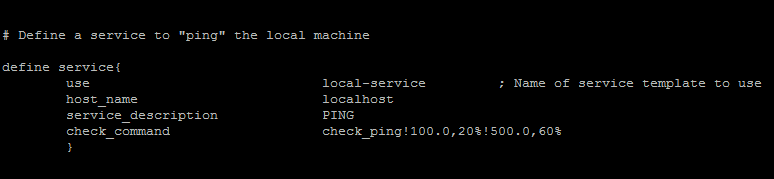 # Define a service to "ping" the local machine
define service{
use local-service ; Name of service template to use
host_name localhost
service_description PING
check_command check_ping!100.0,20%!500.0,60%
}